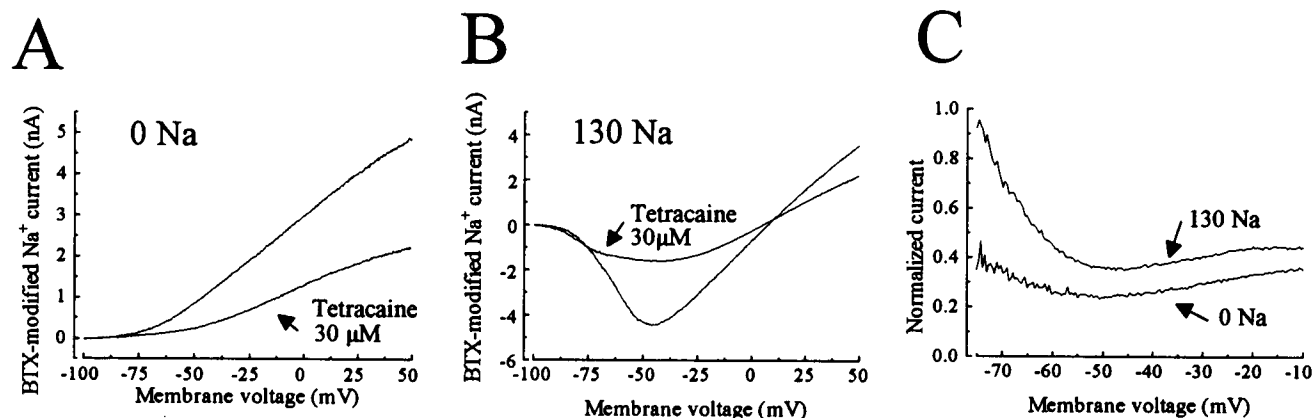 A
BTX-modified Na⁺ current (nA)
5
4
3
2
1
0
0 Na
Tetracaine
30 μM
-100 -75 -50 -25 0 25 50
Membrane voltage (mV)
B
BTX-modified Na⁺ current (nA)
4
2
0
-2
-4
-6
130 Na
Tetracaine
30μM
-100 -75 -50 -25 0 25 50
Membrane voltage (mV)
C
Normalized current
1.0
0.8
0.6
0.4
0.2
0.0
130 Na
0 Na
-70 -60 -50 -40 -30 -20 -10
Membrane voltage (mV)